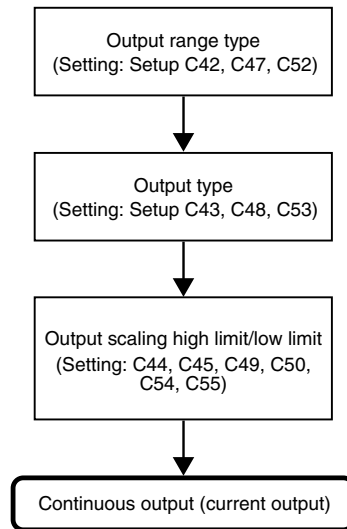 Output range type
(Setting: Setup C42, C47, C52)
Output type
(Setting: Setup C43, C48, C53)
Output scaling high limit/low limit
(Setting: C44, C45, C49, C50,
C54, C55)
Continuous output (current output)